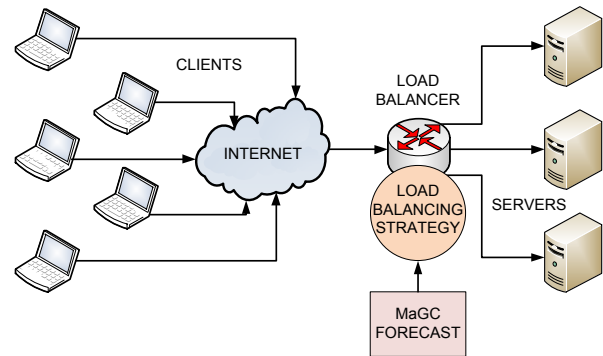 CLIENTS
INTERNET
LOAD
BALANCER
LOAD
BALANCING
STRATEGY
SERVERS
MaGC
FORECAST